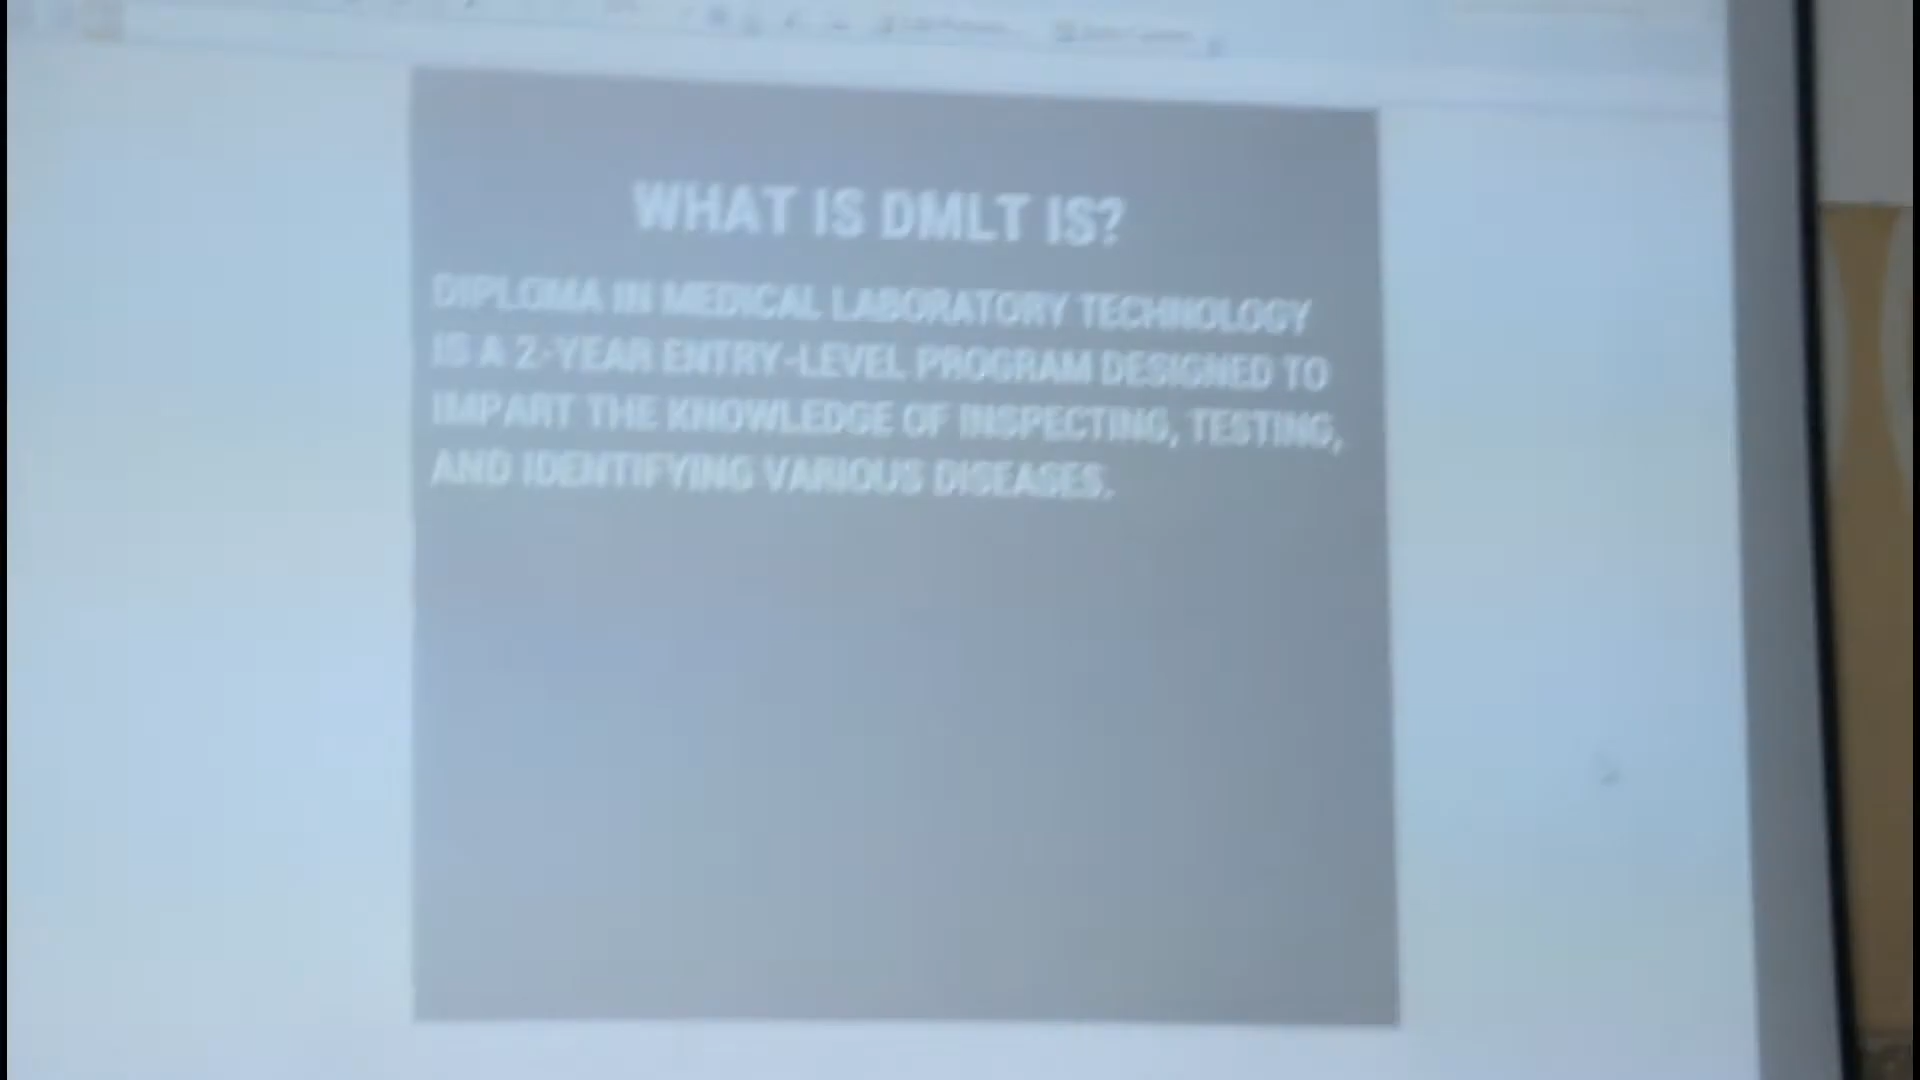 WHAT IS DMLT IS?
DIPLOMA IN MEDICAL LABORATORY TECHNOLOGY
IS A 2-YEAR ENTRY-LEVEL PROGRAM DESIGNED TO
IMPART THE KNOWLEDGE OF INSPECTING, TESTING,
AND IDENTIFYING VARIOUS DISEASES.